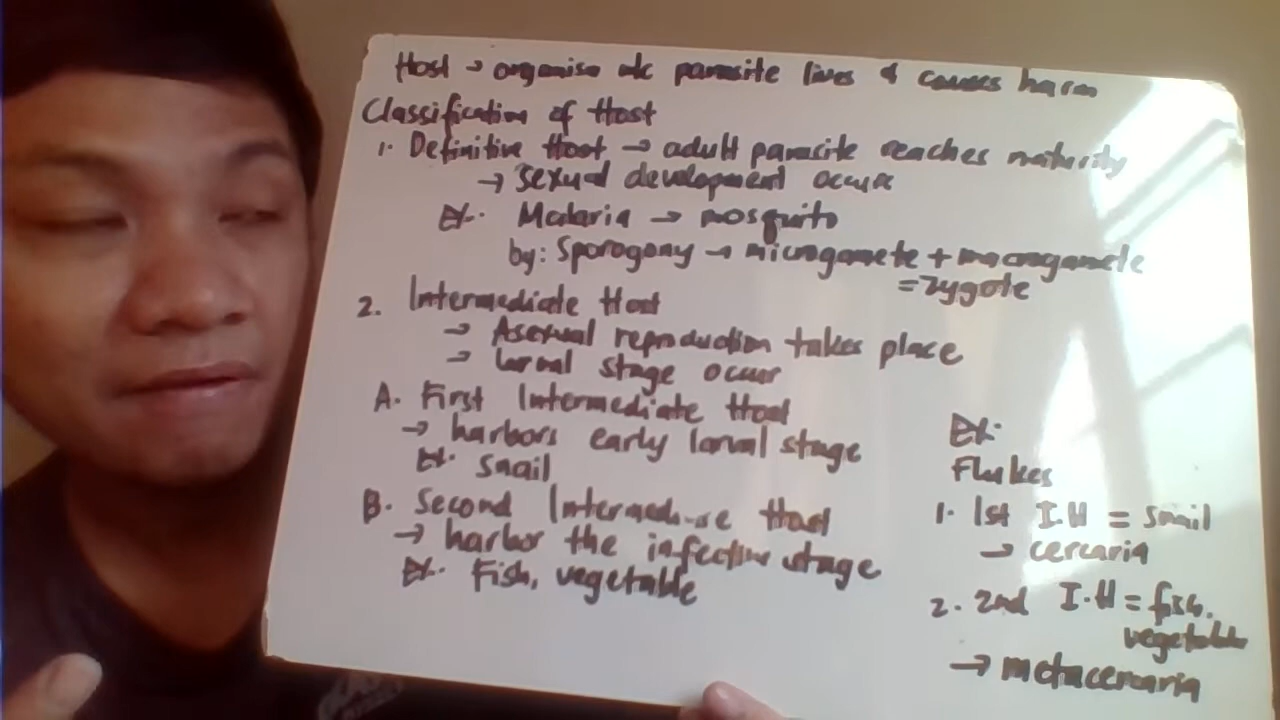 Host → organism w/c parasite lives & causes harm
Classification of Host
1. Definitive Host → adult parasite reaches maturity
→ Sexual development occur
Ex. Malaria → mosquito
by: Sporogony → microgamete + macrogamete
= zygote
2. Intermediate Host
→ Asexual reproduction takes place
→ larval stage occur
A. First Intermediate Host
→ harbors early larval stage
Ex. Snail
B. Second Intermediate Host
→ harbor the infective stage
Ex. Fish, vegetable
Ex.
Flukes
1. 1st I.H = snail
→ cercaria
2. 2nd I.H = fish,
vegetables
→ metacercaria